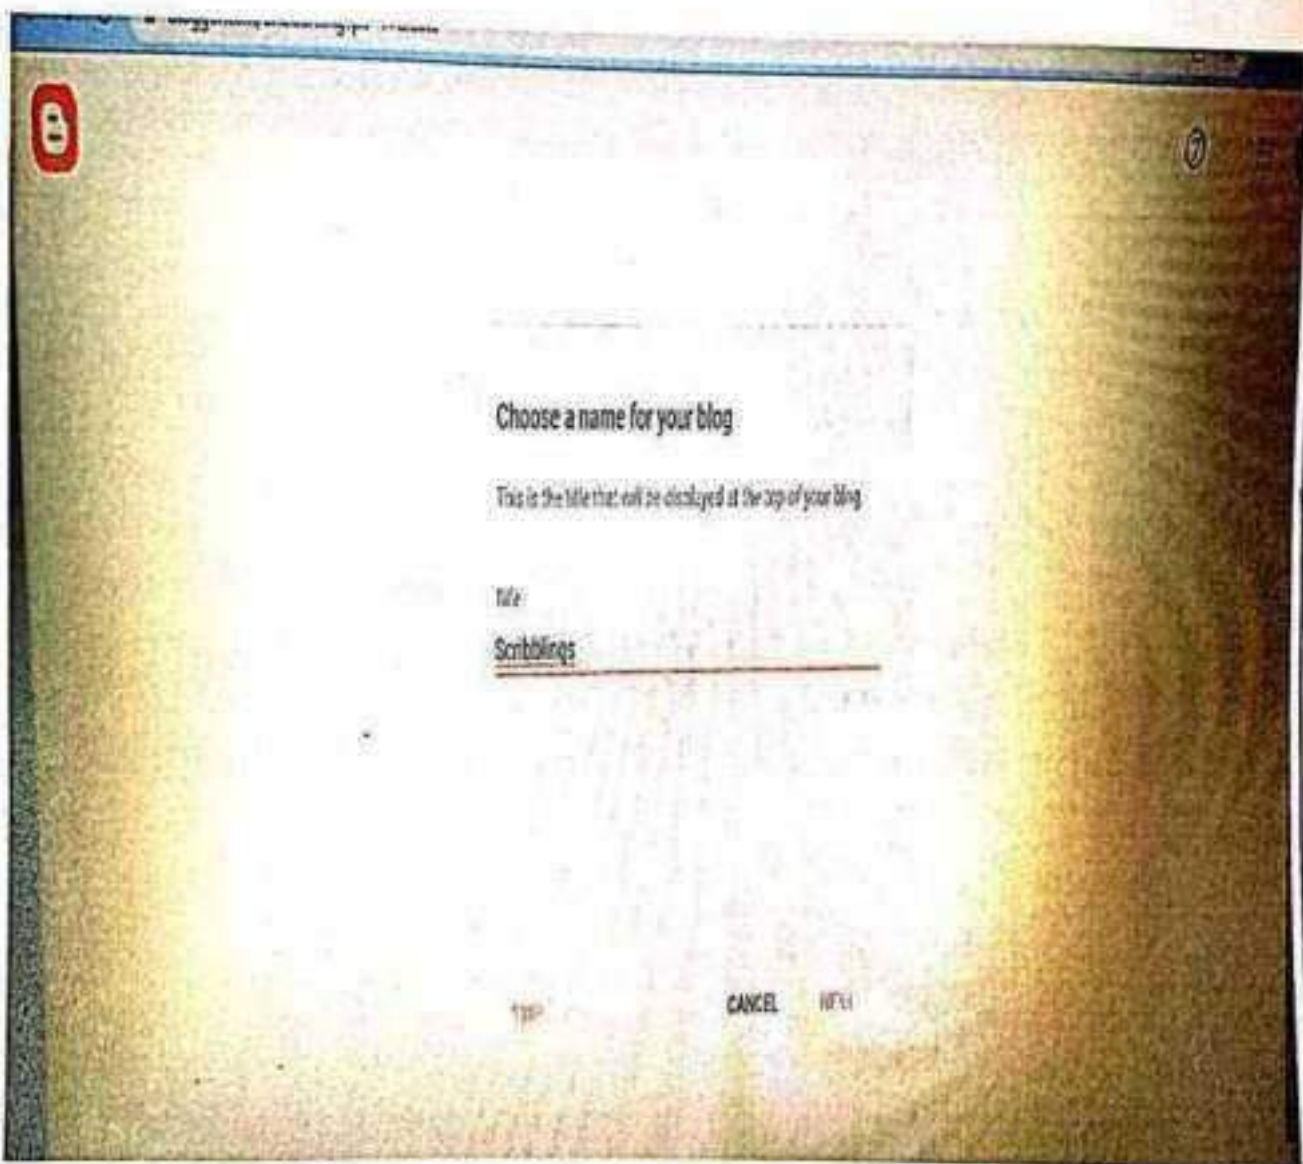 Choose a name for your blog
This is the title that will be displayed at the top of your blog
Title
Scribblings
CANCEL NEXT